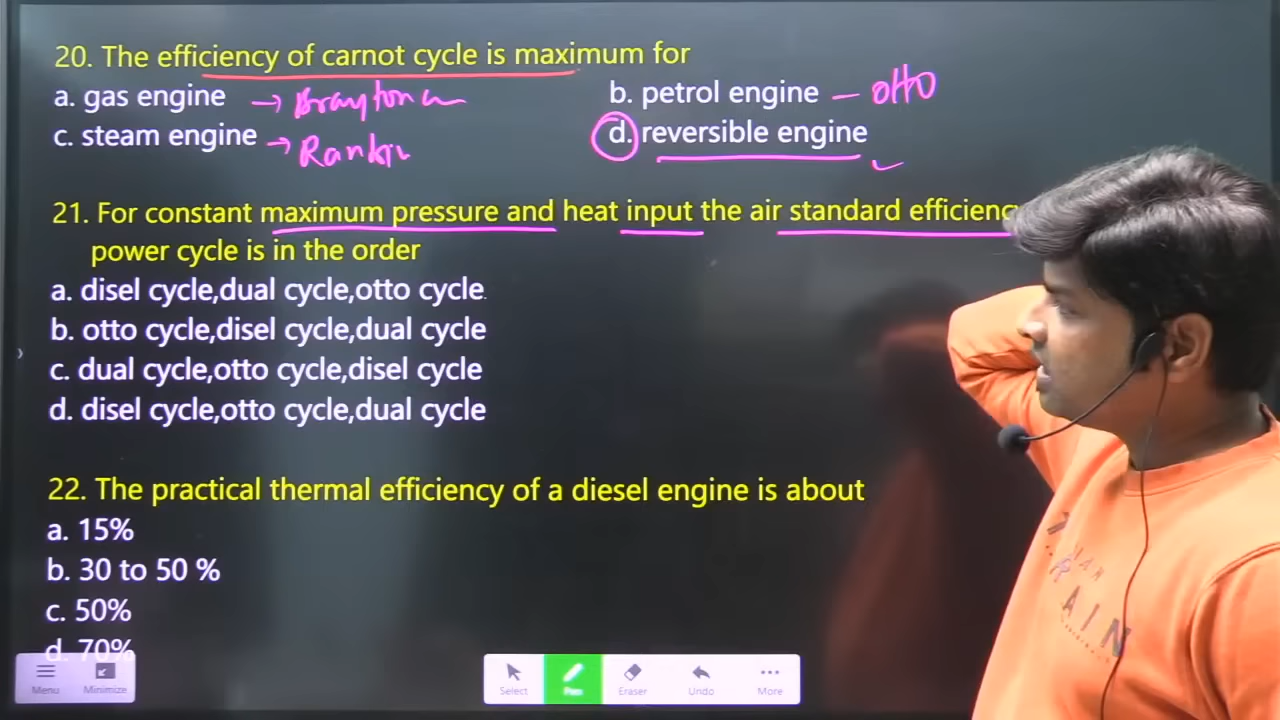 20. The efficiency of carnot cycle is maximum for
a. gas engine → Brayton b. petrol engine – otto
c. steam engine → Rankin d. reversible engine
21. For constant maximum pressure and heat input the air standard efficiency
power cycle is in the order
a. disel cycle,dual cycle,otto cycle.
b. otto cycle,disel cycle,dual cycle
c. dual cycle,otto cycle,disel cycle
d. disel cycle,otto cycle,dual cycle
22. The practical thermal efficiency of a diesel engine is about
a. 15%
b. 30 to 50 %
c. 50%
d. 70%
Menu Minimize Select Pen Eraser Undo More